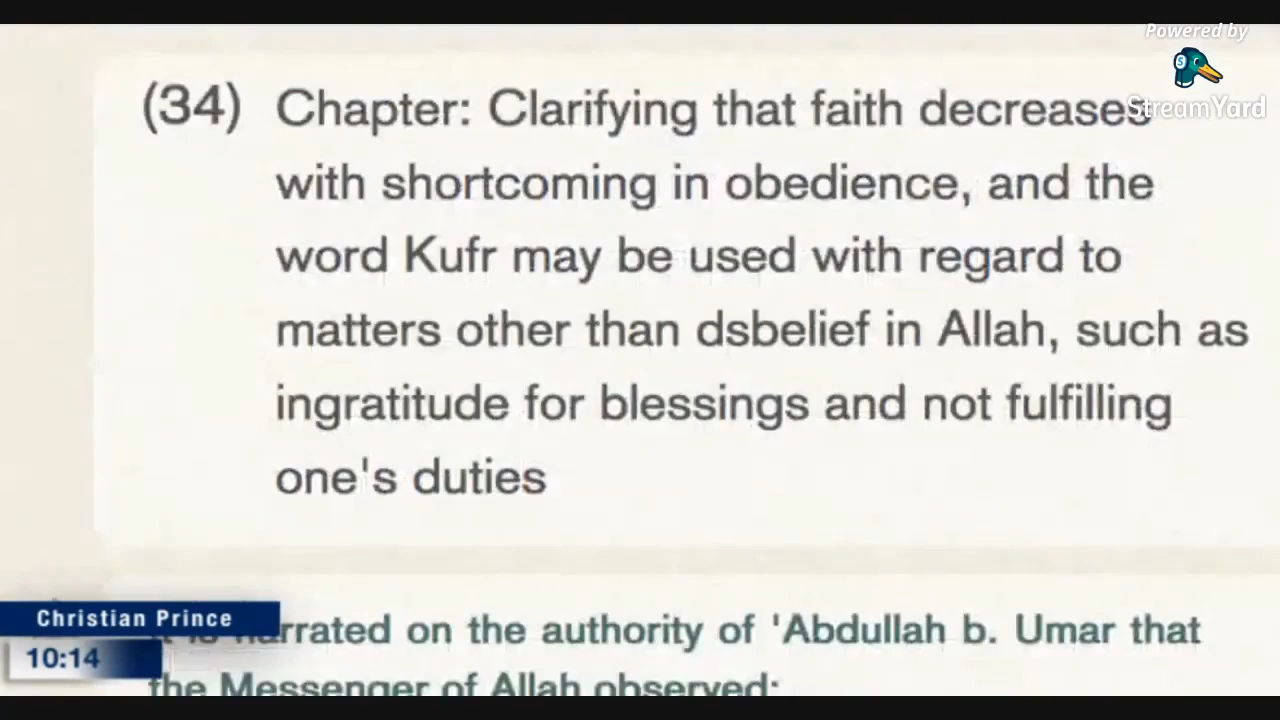 Powered by
StreamYard
(34) Chapter: Clarifying that faith decreases
with shortcoming in obedience, and the
word Kufr may be used with regard to
matters other than dsbelief in Allah, such as
ingratitude for blessings and not fulfilling
one's duties
Christian Prince
10:14
It is narrated on the authority of 'Abdullah b. Umar that
the Messenger of Allah observed: